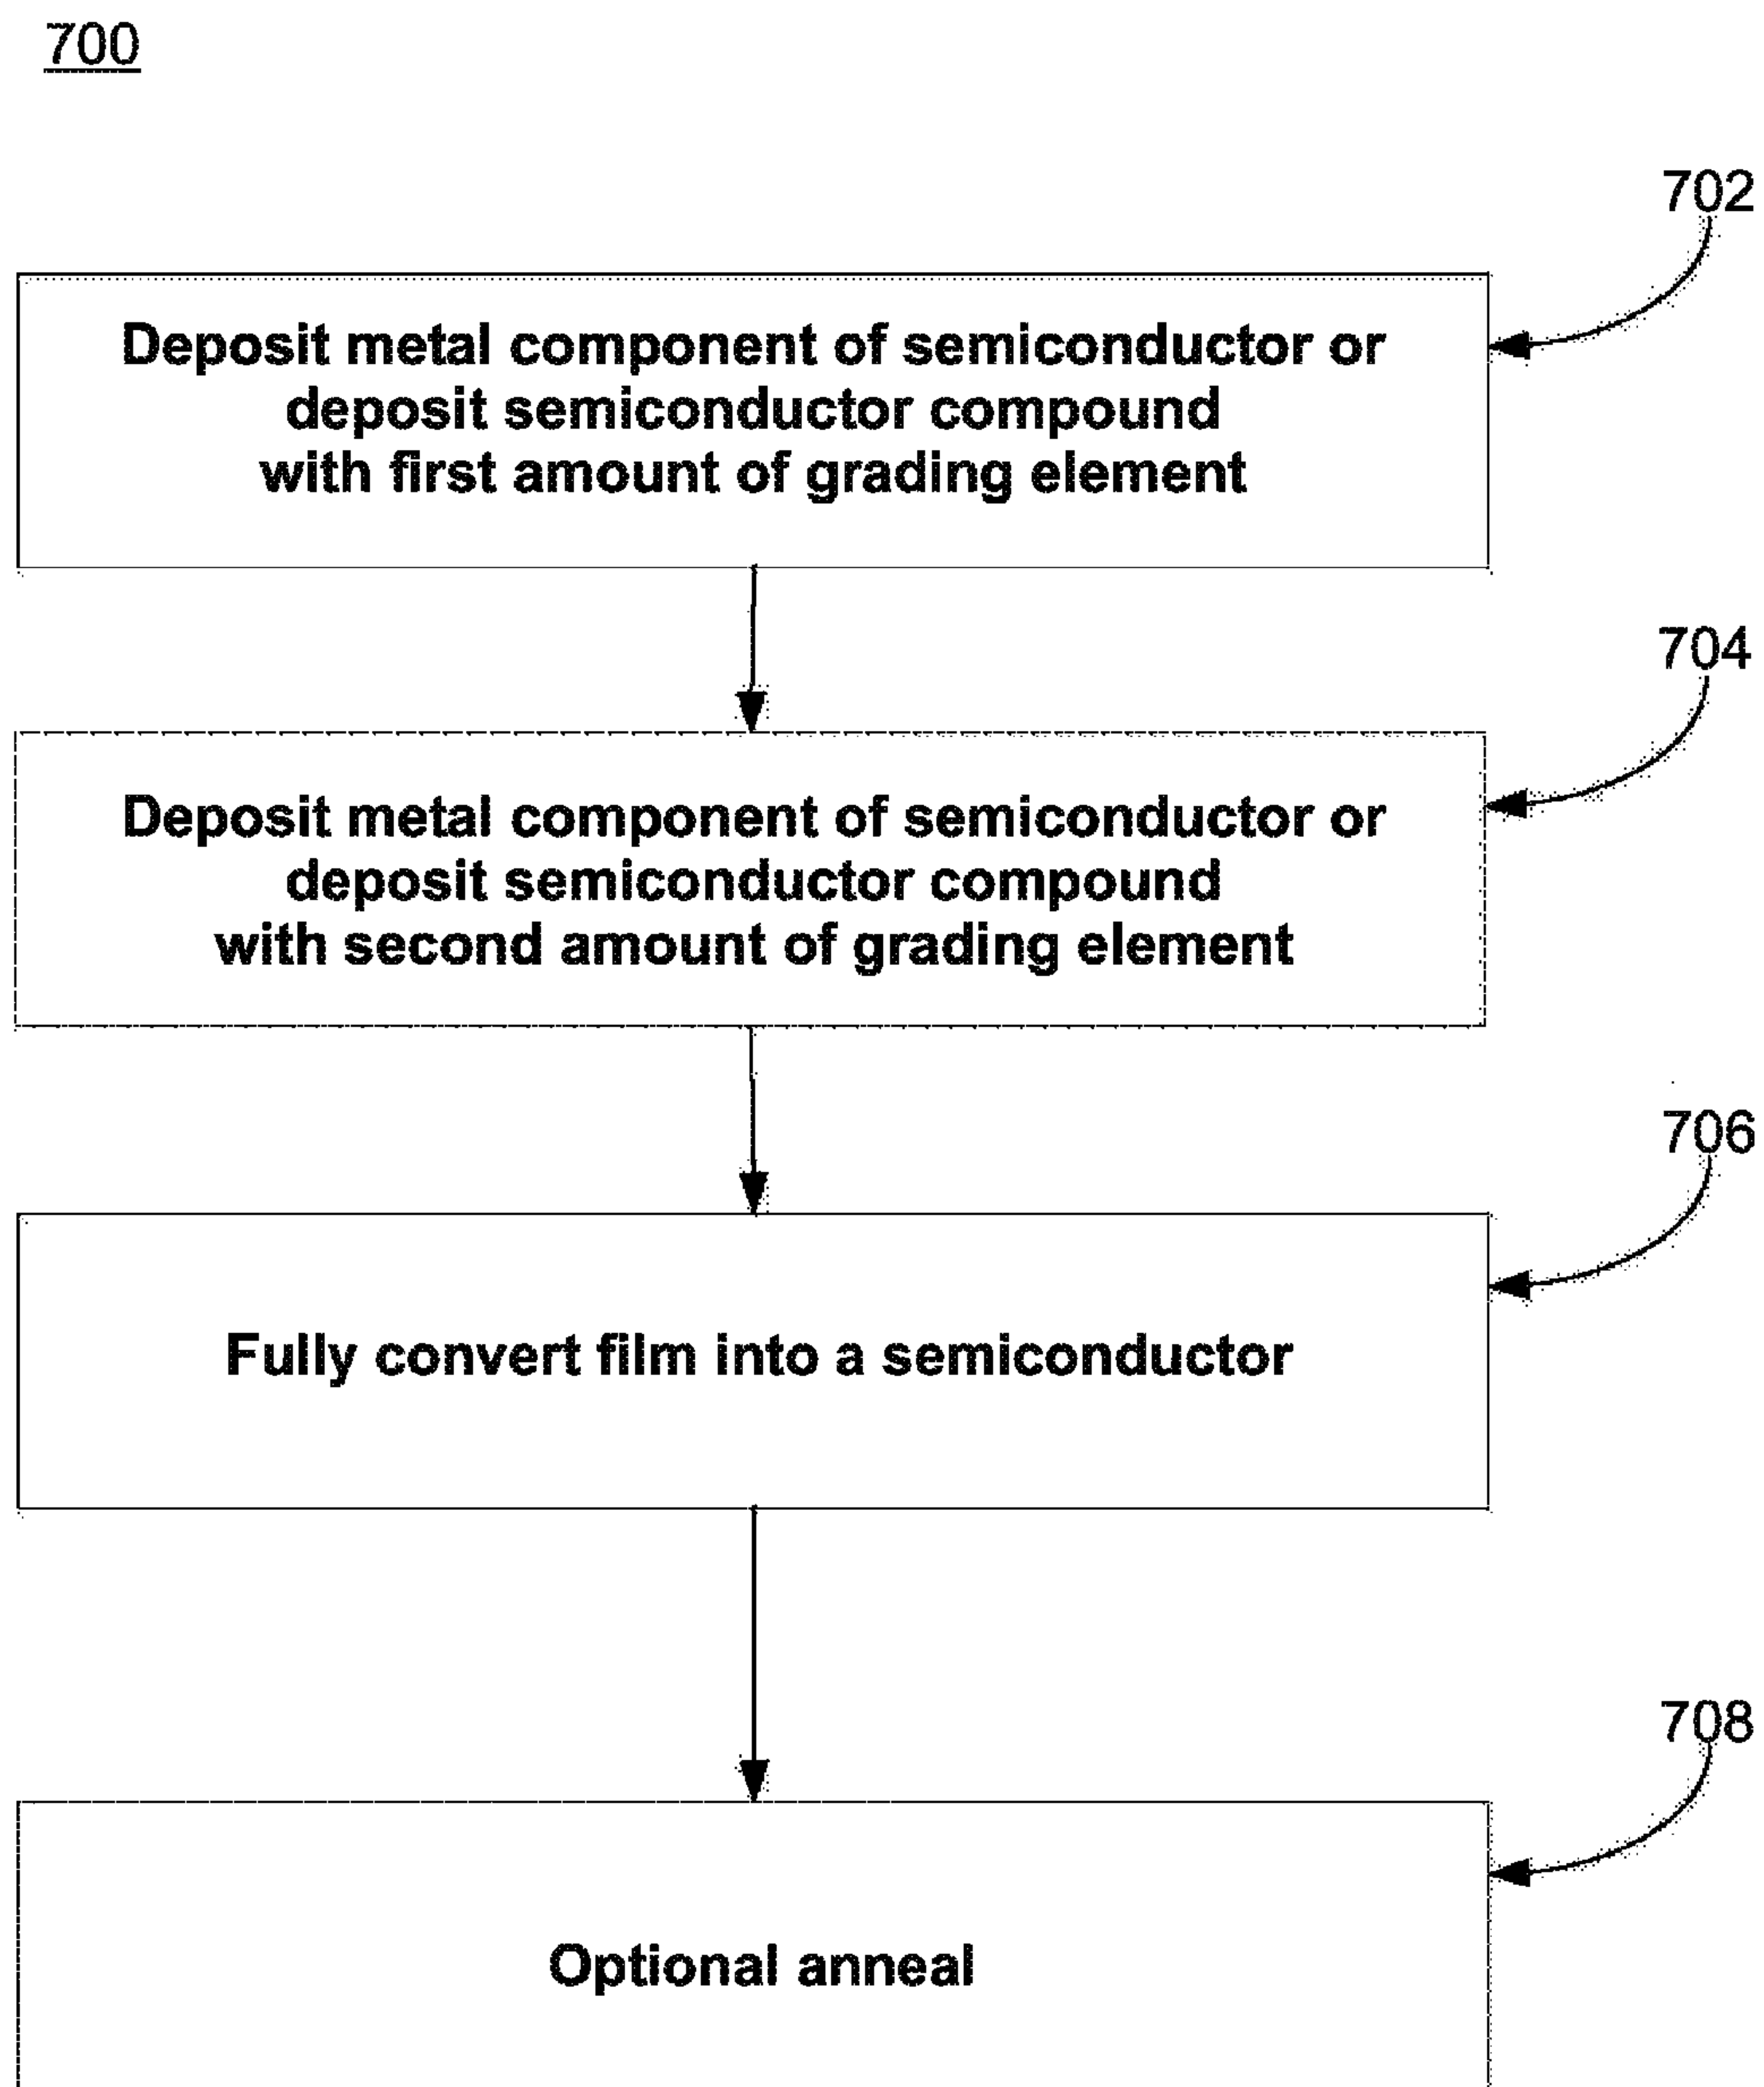 700
702
Deposit metal component of semiconductor or
deposit semiconductor compound
with first amount of grading element
704
Deposit metal component of semiconductor or
deposit semiconductor compound
with second amount of grading element
706
Fully convert film into a semiconductor
708
Optional anneal